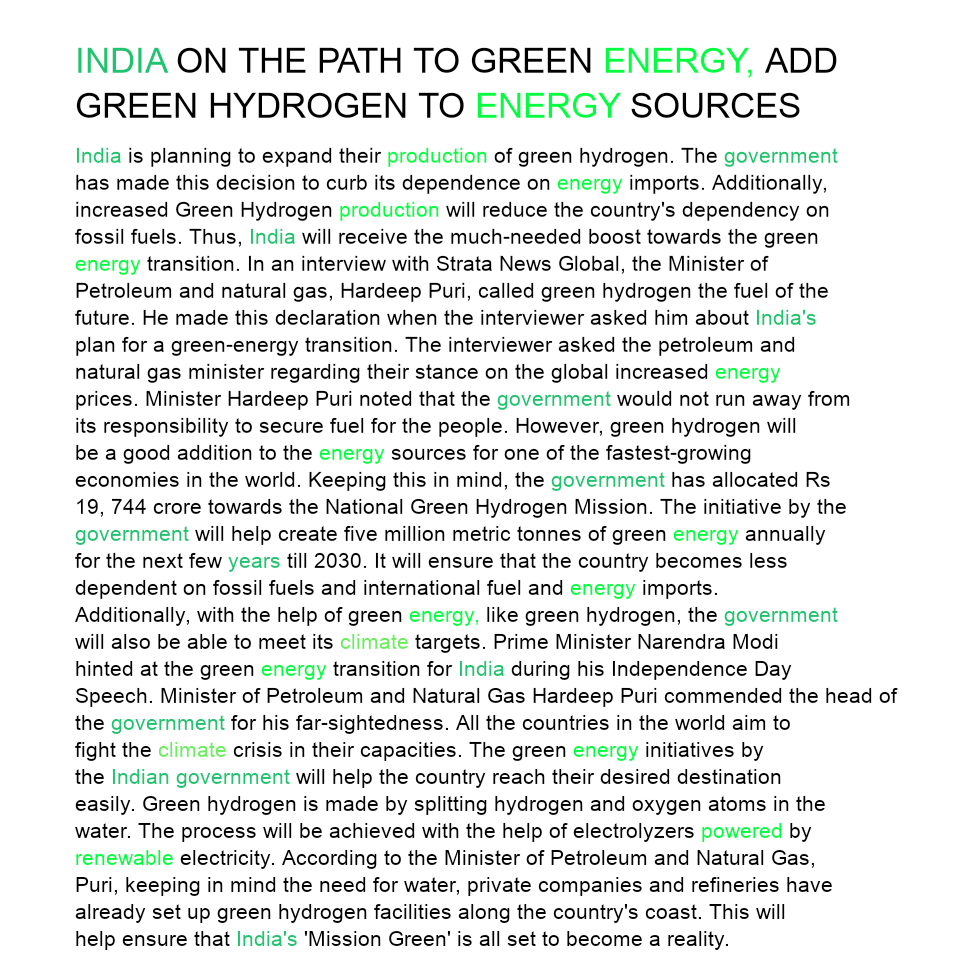 INDIA ON THE PATH TO GREEN ENERGY, ADD
GREEN HYDROGEN TO ENERGY SOURCES
India is planning to expand their production of green hydrogen. The government
has made this decision to curb its dependence on energy imports. Additionally,
increased Green Hydrogen production will reduce the country's dependency on
fossil fuels. Thus, India will receive the much-needed boost towards the green
energy transition. In an interview with Strata News Global, the Minister of
Petroleum and natural gas, Hardeep Puri, called green hydrogen the fuel of the
future. He made this declaration when the interviewer asked him about India's
plan for a green-energy transition. The interviewer asked the petroleum and
natural gas minister regarding their stance on the global increased energy
prices. Minister Hardeep Puri noted that the government would not run away from
its responsibility to secure fuel for the people. However, green hydrogen will
be a good addition to the energy sources for one of the fastest-growing
economies in the world. Keeping this in mind, the government has allocated Rs
19, 744 crore towards the National Green Hydrogen Mission. The initiative by the
government will help create five million metric tonnes of green energy annually
for the next few years till 2030. It will ensure that the country becomes less
dependent on fossil fuels and international fuel and energy imports.
Additionally, with the help of green energy, like green hydrogen, the government
will also be able to meet its climate targets. Prime Minister Narendra Modi
hinted at the green energy transition for India during his Independence Day
Speech. Minister of Petroleum and Natural Gas Hardeep Puri commended the head of
the government for his far-sightedness. All the countries in the world aim to
fight the climate crisis in their capacities. The green energy initiatives by
the Indian government will help the country reach their desired destination
easily. Green hydrogen is made by splitting hydrogen and oxygen atoms in the
water. The process will be achieved with the help of electrolyzers powered by
renewable electricity. According to the Minister of Petroleum and Natural Gas,
Puri, keeping in mind the need for water, private companies and refineries have
already set up green hydrogen facilities along the country's coast. This will
help ensure that India's 'Mission Green' is all set to become a reality.